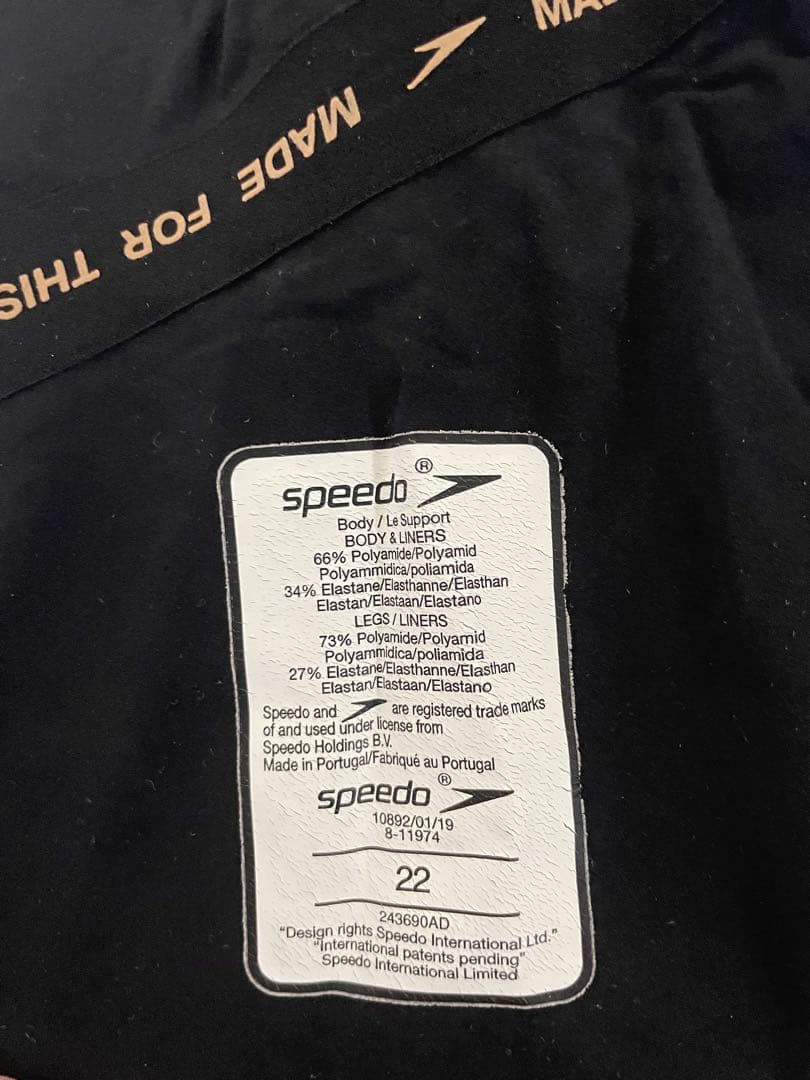 MADE FOR THIS
speedo®
Body / Le Support
BODY & LINERS
66% Polyamide/Polyamid
Polyammidica/poliamida
34% Elastane/Elasthanne/Elasthan
Elastan/Elastaan/Elastano
LEGS / LINERS
73% Polyamide/Polyamid
Polyammidica/poliamida
27% Elastane/Elasthanne/Elasthan
Elastan/Elastaan/Elastano
Speedo and are registered trade marks
of and used under license from
Speedo Holdings B.V.
Made in Portugal/Fabriqué au Portugal
speedo®
10892/01/19
8-11974
22
243690AD
"Design rights Speedo International Ltd."
"International patents pending"
Speedo International Limited